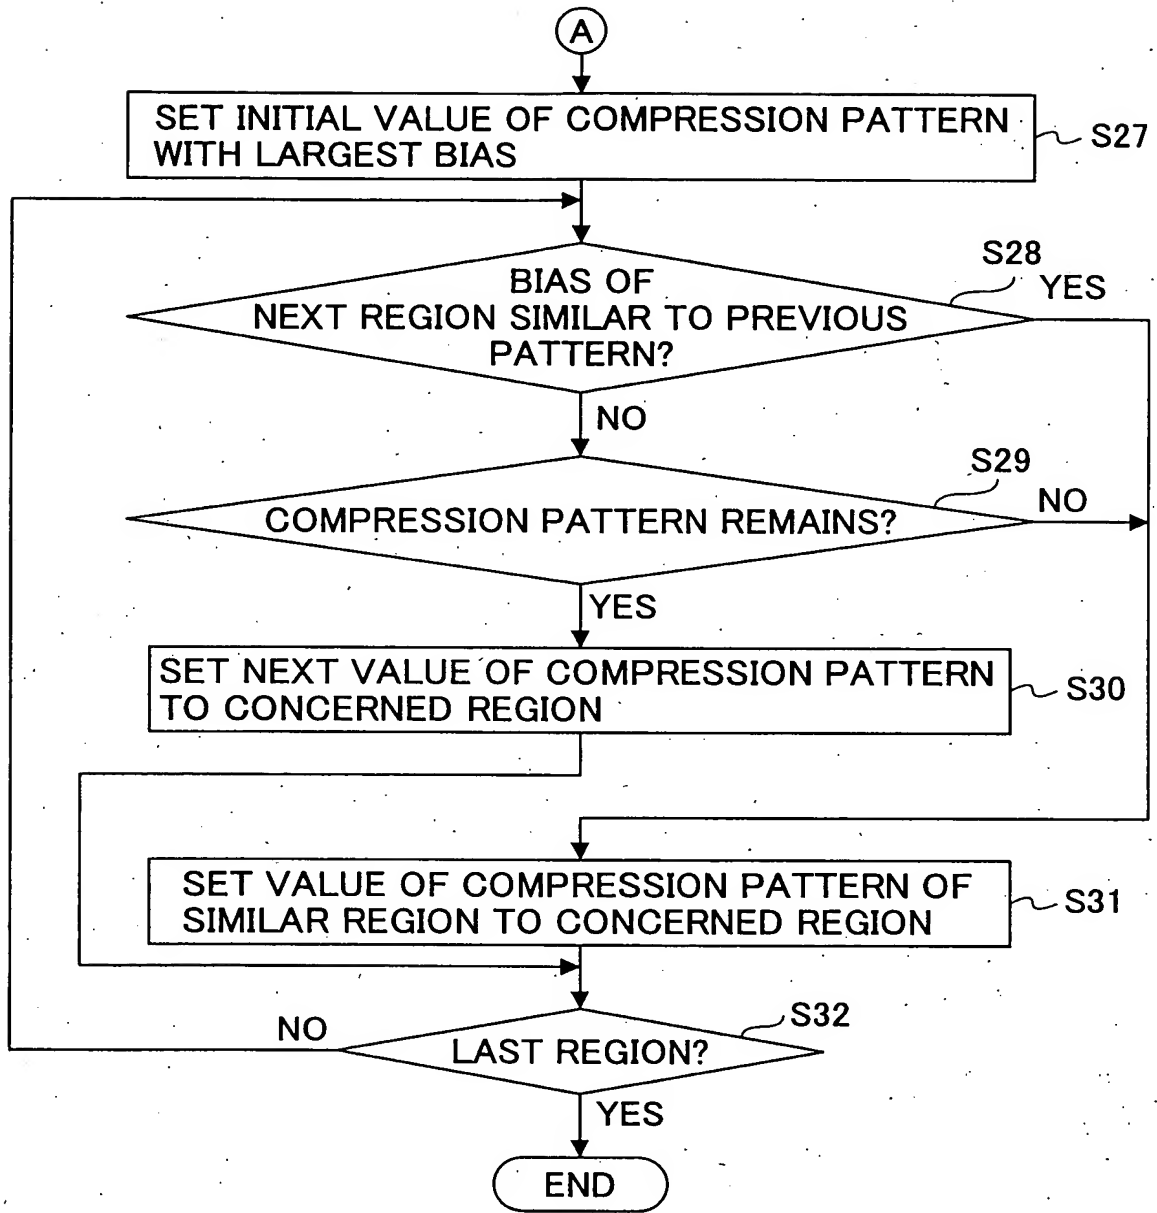 A
SET INITIAL VALUE OF COMPRESSION PATTERN
WITH LARGEST BIAS
S27
S28
YES
BIAS OF
NEXT REGION SIMILAR TO PREVIOUS
PATTERN?
NO
S29
NO
COMPRESSION PATTERN REMAINS?
YES
SET NEXT VALUE OF COMPRESSION PATTERN
TO CONCERNED REGION
S30
SET VALUE OF COMPRESSION PATTERN OF
SIMILAR REGION TO CONCERNED REGION
S31
S32
NO
LAST REGION?
YES
END